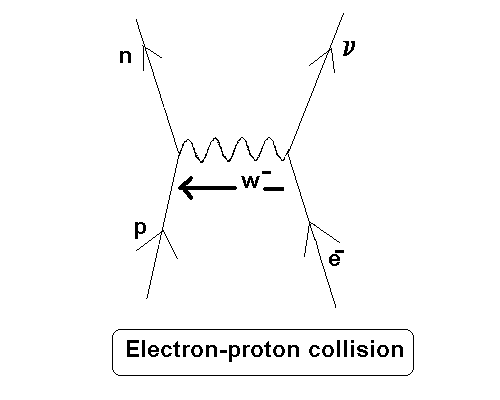 n
ν
w⁻
p
e⁻
Electron-proton collision